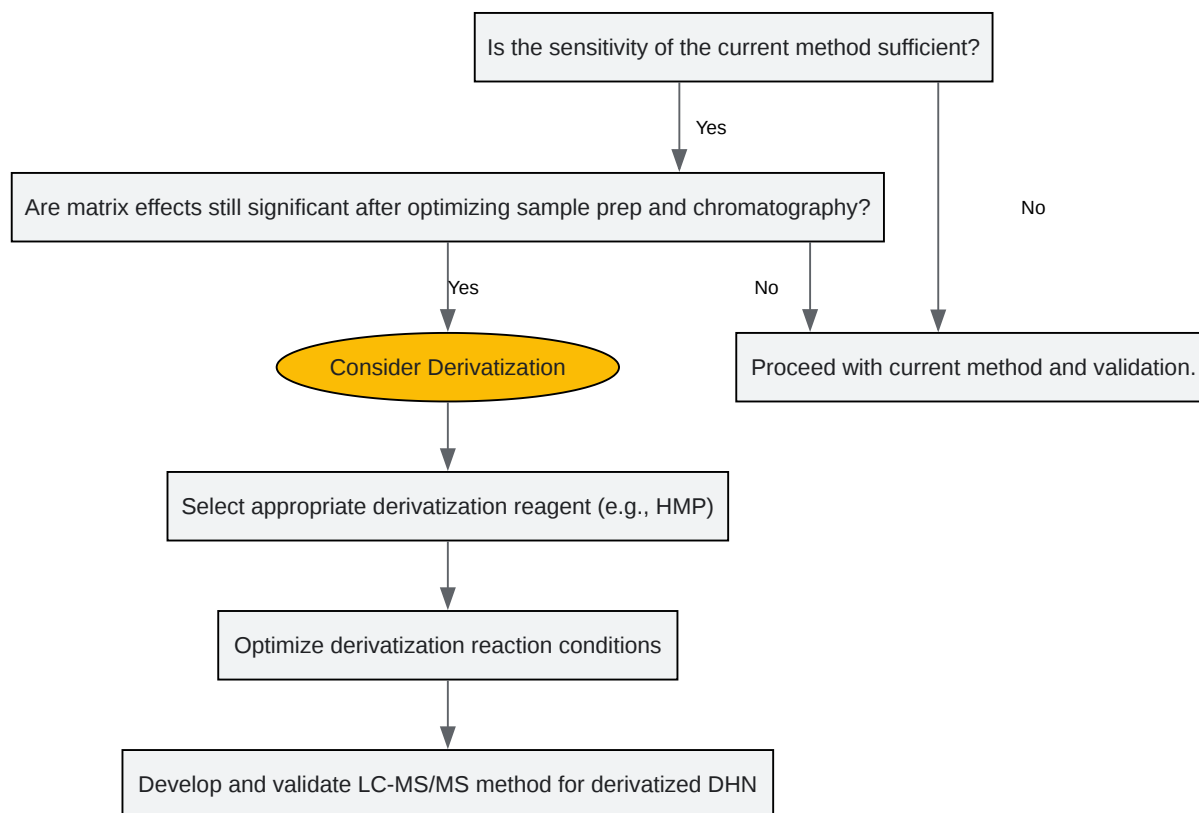 Is the sensitivity of the current method sufficient?
Yes
Are matrix effects still significant after optimizing sample prep and chromatography?
No
Yes
No
Consider Derivatization
Proceed with current method and validation.
Select appropriate derivatization reagent (e.g., HMP)
Optimize derivatization reaction conditions
Develop and validate LC-MS/MS method for derivatized DHN